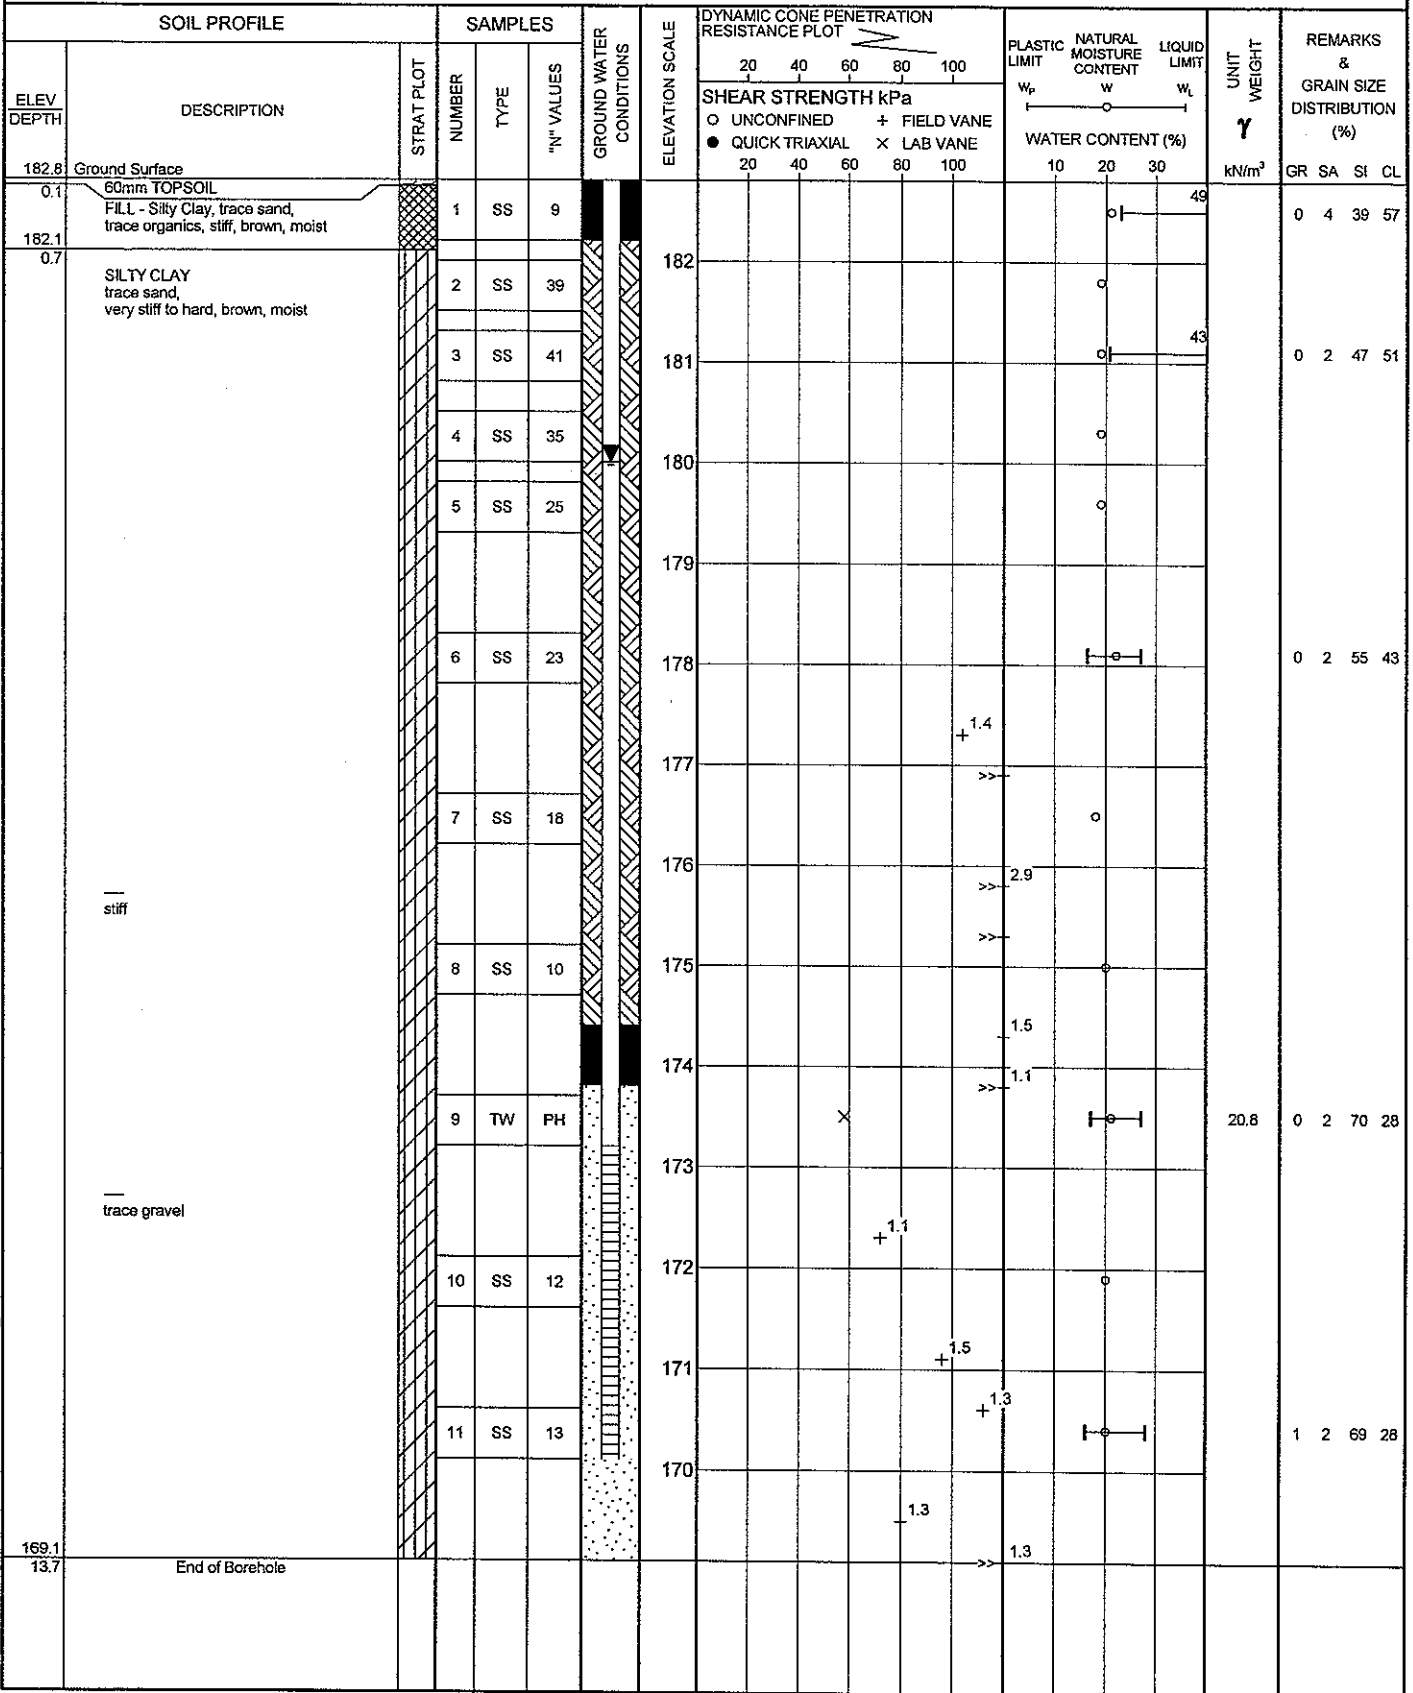 SOIL PROFILE
SAMPLES
GROUND WATER CONDITIONS
ELEVATION SCALE
DYNAMIC CONE PENETRATION
RESISTANCE PLOT
20 40 60 80 100
SHEAR STRENGTH kPa
O UNCONFINED + FIELD VANE
● QUICK TRIAXIAL × LAB VANE
20 40 60 80 100
PLASTIC LIMIT
NATURAL MOISTURE CONTENT
LIQUID LIMIT
WP W WL
WATER CONTENT (%)
10 20 30
UNIT WEIGHT
γ
kN/m³
REMARKS
&
GRAIN SIZE
DISTRIBUTION
(%)
GR SA SI CL
ELEV
DEPTH
DESCRIPTION
STRAT PLOT
NUMBER
TYPE
"N" VALUES
182.8 Ground Surface
0.1 60mm TOPSOIL
FILL - Silty Clay, trace sand,
trace organics, stiff, brown, moist
1 SS 9
49
0 4 39 57
182.1
0.7
182
SILTY CLAY
trace sand,
very stiff to hard, brown, moist
2 SS 39
3 SS 41
43
0 2 47 51
181
4 SS 35
180
5 SS 25
179
6 SS 23
178
0 2 55 43
1.4
177
>>
7 SS 18
176
2.9
>>
stiff
>>
8 SS 10
175
1.5
174
1.1
>>
9 TW PH
20.8
0 2 70 28
173
trace gravel
1.1
172
10 SS 12
1.5
171
1.3
11 SS 13
1 2 69 28
170
1.3
169.1
13.7
End of Borehole
1.3
>>